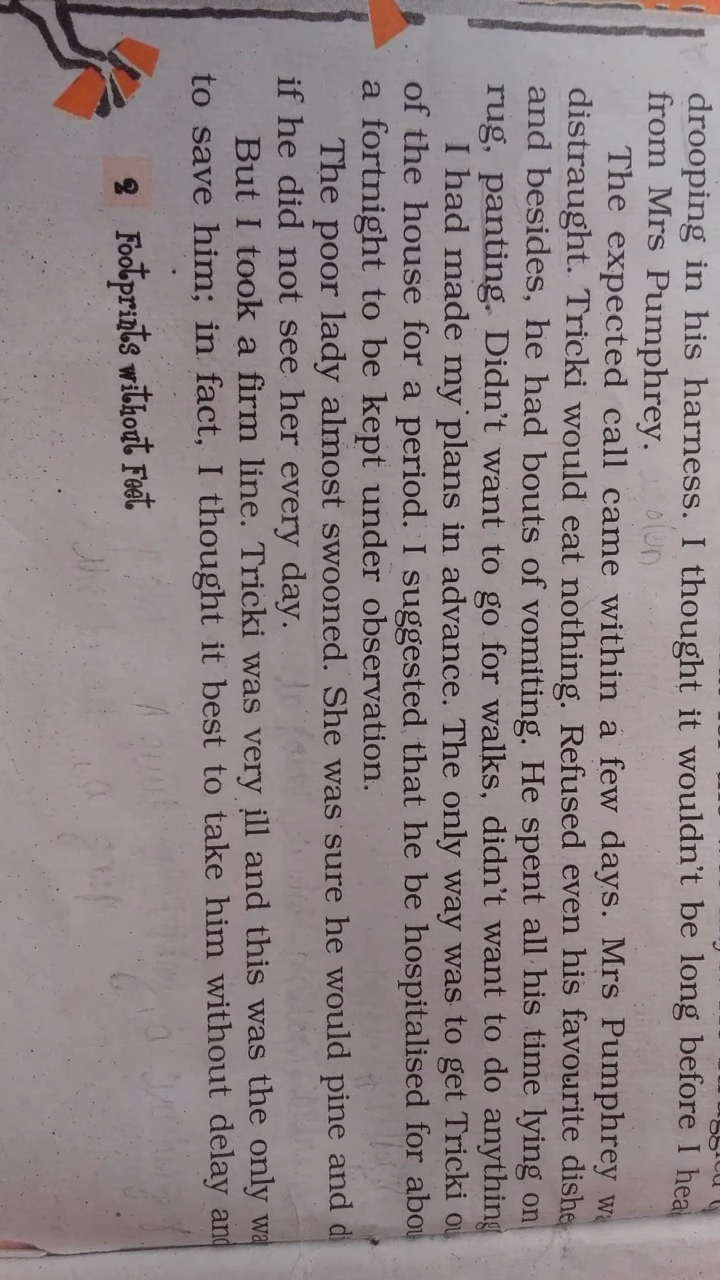 drooping in his harness. I thought it wouldn't be long before I hea
from Mrs Pumphrey.
The expected call came within a few days. Mrs Pumphrey wa
distraught. Tricki would eat nothing. Refused even his favourite dishe
and besides, he had bouts of vomiting. He spent all his time lying on
rug, panting. Didn't want to go for walks, didn't want to do anything
I had made my plans in advance. The only way was to get Tricki ou
of the house for a period. I suggested that he be hospitalised for abou
a fortnight to be kept under observation.
The poor lady almost swooned. She was sure he would pine and di
if he did not see her every day.
But I took a firm line. Tricki was very ill and this was the only wa
to save him; in fact, I thought it best to take him without delay and
2 Footprints without Feet